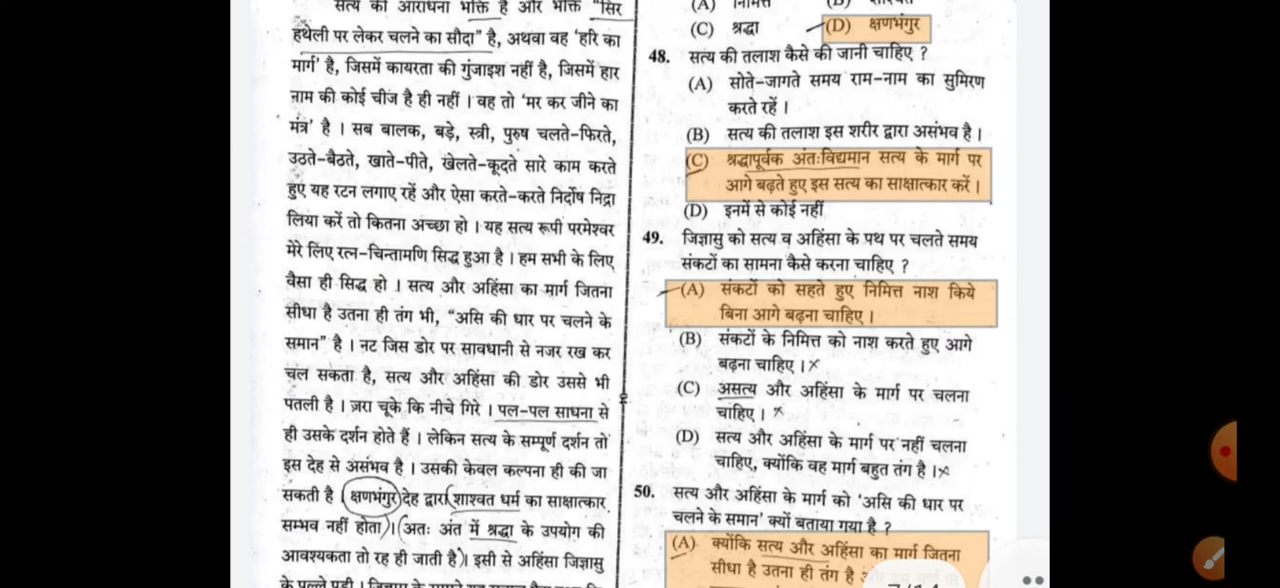 सत्य की आराधना भक्ति है और भक्ति "सिर
हथेली पर लेकर चलने का सौदा" है, अथवा वह 'हरि का
मार्ग' है, जिसमें कायरता की गुंजाइश नहीं है, जिसमें हार
नाम की कोई चीज है ही नहीं । वह तो 'मर कर जीने का
मंत्र' है । सब बालक, बड़े, स्त्री, पुरुष चलते-फिरते,
उठते-बैठते, खाते-पीते, खेलते-कूदते सारे काम करते
हुए यह रटन लगाए रहें और ऐसा करते-करते निर्दोष निद्रा
लिया करें तो कितना अच्छा हो । यह सत्य रूपी परमेश्वर
मेरे लिए रत्न-चिन्तामणि सिद्ध हुआ है । हम सभी के लिए
वैसा ही सिद्ध हो । सत्य और अहिंसा का मार्ग जितना
सीधा है उतना ही तंग भी, "असि की धार पर चलने के
समान" है । नट जिस डोर पर सावधानी से नजर रख कर
चल सकता है, सत्य और अहिंसा की डोर उससे भी
पतली है । ज़रा चूके कि नीचे गिरे । पल-पल साधना से
ही उसके दर्शन होते हैं । लेकिन सत्य के सम्पूर्ण दर्शन तो
इस देह से असंभव है । उसकी केवल कल्पना ही की जा
सकती है (क्षणभंगुर) देह द्वारा शाश्वत धर्म का साक्षात्कार
सम्भव नहीं होता । अतः अंत में श्रद्धा के उपयोग की
आवश्यकता तो रह ही जाती है । इसी से अहिंसा जिज्ञासु
के पल्ले पड़ी ।
(A) निमित्त (B) शाश्वत
(C) श्रद्धा (D) क्षणभंगुर
48. सत्य की तलाश कैसे की जानी चाहिए ?
(A) सोते-जागते समय राम-नाम का सुमिरण
करते रहें ।
(B) सत्य की तलाश इस शरीर द्वारा असंभव है ।
(C) श्रद्धापूर्वक अंतःविद्यमान सत्य के मार्ग पर
आगे बढ़ते हुए इस सत्य का साक्षात्कार करें ।
(D) इनमें से कोई नहीं
49. जिज्ञासु को सत्य व अहिंसा के पथ पर चलते समय
संकटों का सामना कैसे करना चाहिए ?
(A) संकटों को सहते हुए निमित्त नाश किये
बिना आगे बढ़ना चाहिए ।
(B) संकटों के निमित्त को नाश करते हुए आगे
बढ़ना चाहिए ।
(C) असत्य और अहिंसा के मार्ग पर चलना
चाहिए ।
(D) सत्य और अहिंसा के मार्ग पर नहीं चलना
चाहिए, क्योंकि वह मार्ग बहुत तंग है ।
50. सत्य और अहिंसा के मार्ग को 'असि की धार पर
चलने के समान' क्यों बताया गया है ?
(A) क्योंकि सत्य और अहिंसा का मार्ग जितना
सीधा है उतना ही तंग है
7/14